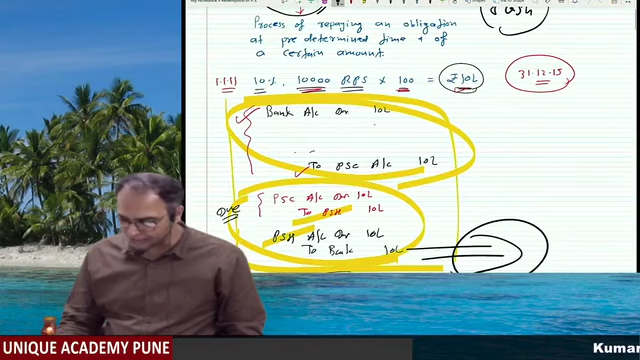 Process of repaying an obligation
at pre determined time & of
a certain amount.
1.1.11 10%, 10000 RPS × 100 = ₹10L 31.12.15
Bank A/c Dr 10L
To PSC A/c 10L
PSC A/c Dr 10L
To PSH 10L
Due
PSH A/c Dr 10L
To Bank 10L
UNIQUE ACADEMY PUNE
Kumar